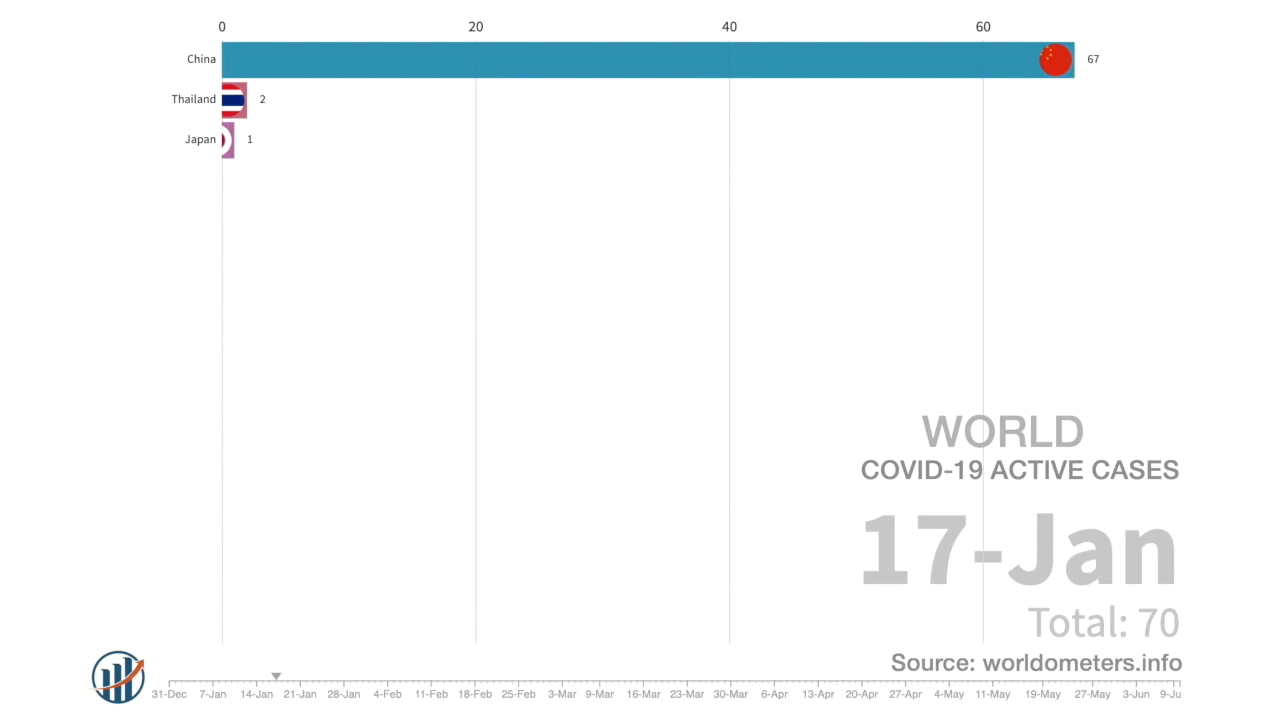 0 20 40 60
China 67
Thailand 2
Japan 1
WORLD
COVID-19 ACTIVE CASES
17-Jan
Total: 70
Source: worldometers.info
31-Dec 7-Jan 14-Jan 21-Jan 28-Jan 4-Feb 11-Feb 18-Feb 25-Feb 3-Mar 9-Mar 16-Mar 23-Mar 30-Mar 6-Apr 13-Apr 20-Apr 27-Apr 4-May 11-May 19-May 27-May 3-Jun 9-Ju